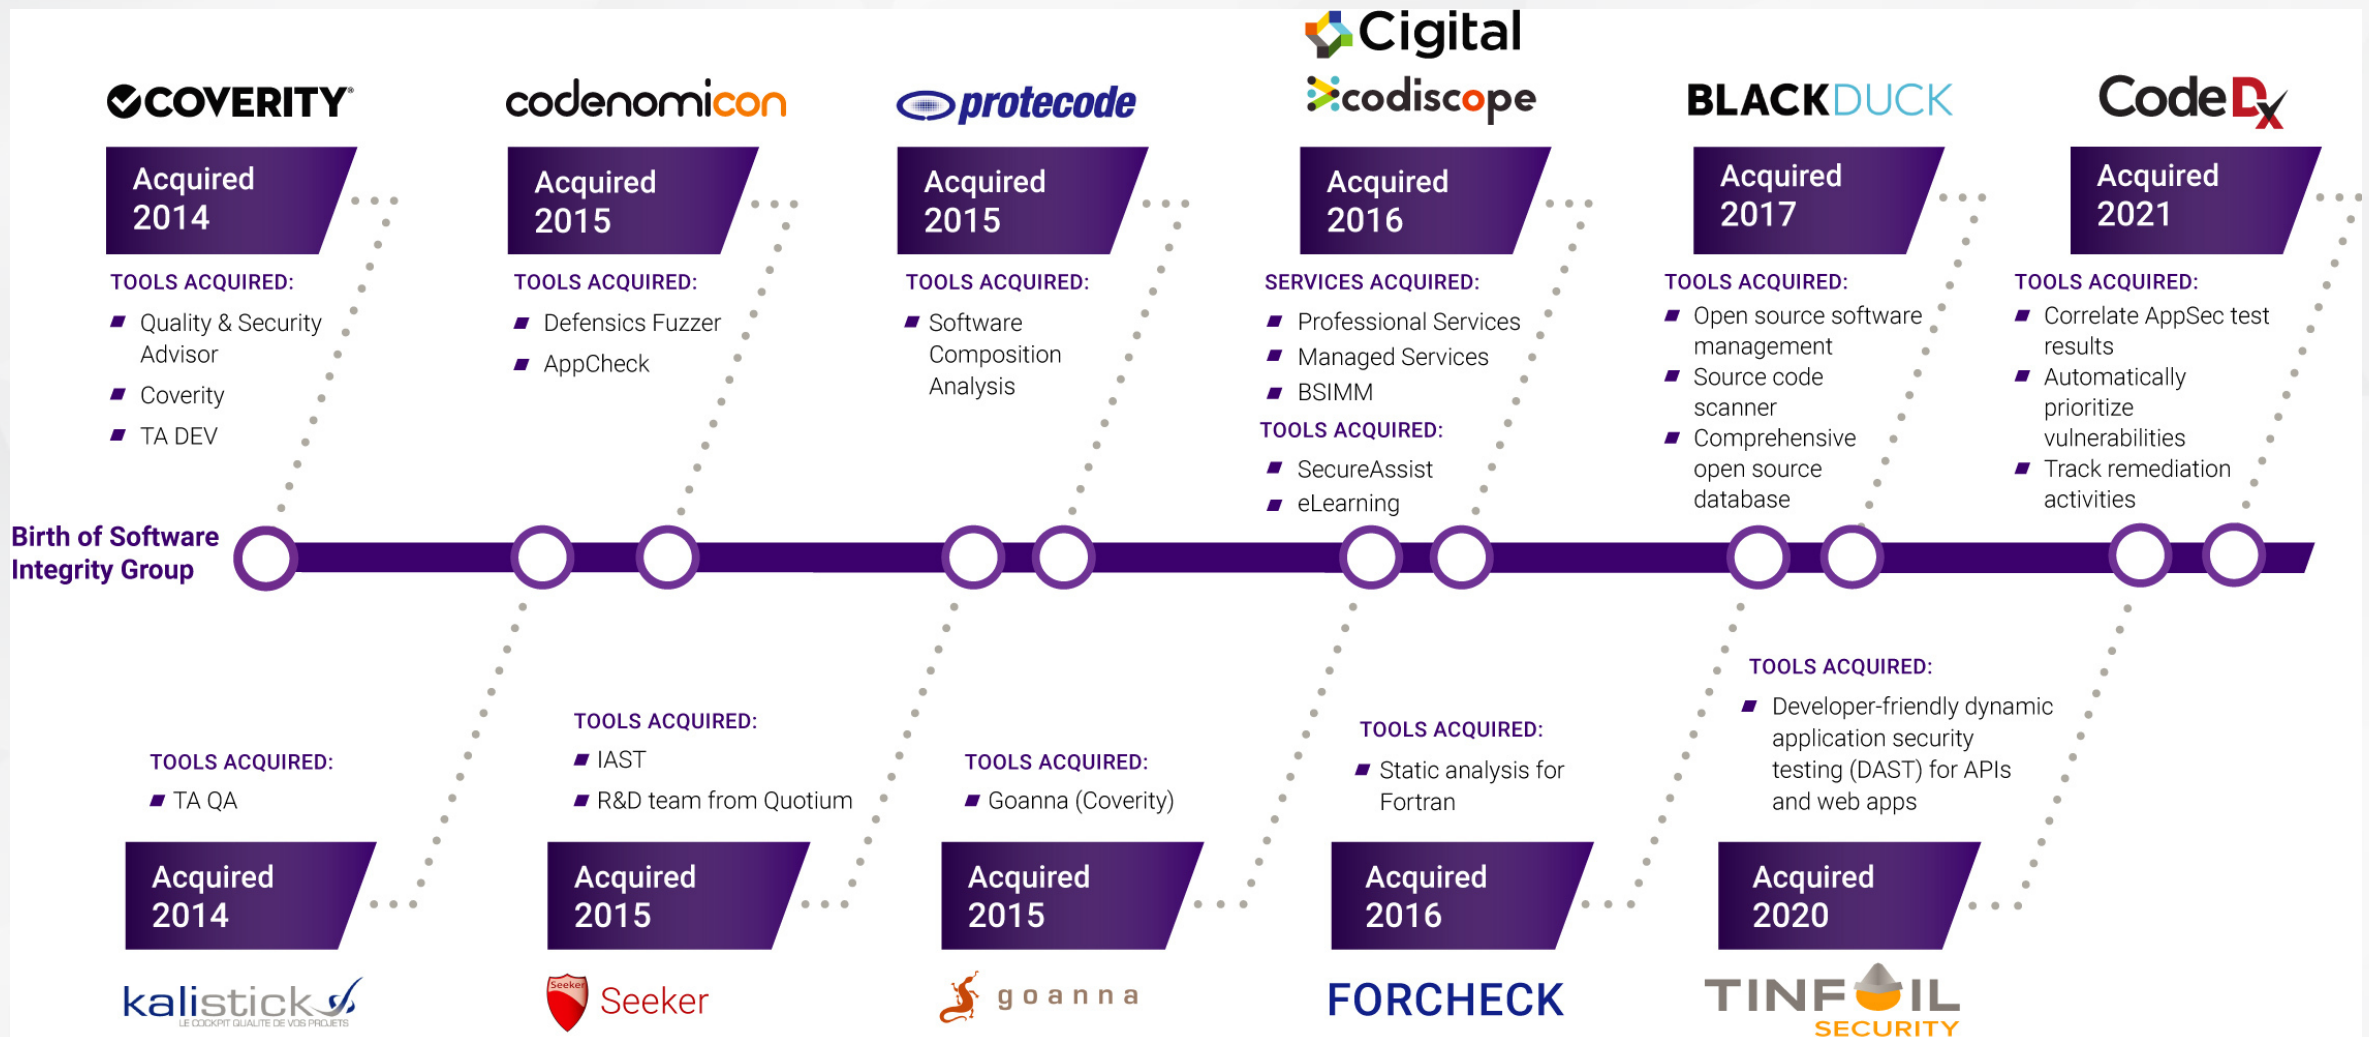 COVERITY®
Acquired
2014
TOOLS ACQUIRED:
Quality & Security
Advisor
Coverity
TA DEV
codenomicon
Acquired
2015
TOOLS ACQUIRED:
Defensics Fuzzer
AppCheck
protecode
Acquired
2015
TOOLS ACQUIRED:
Software
Composition
Analysis
Cigital
codiscope
Acquired
2016
SERVICES ACQUIRED:
Professional Services
Managed Services
BSIMM
TOOLS ACQUIRED:
SecureAssist
eLearning
BLACKDUCK
Acquired
2017
TOOLS ACQUIRED:
Open source software
management
Source code
scanner
Comprehensive
open source
database
Code Dx
Acquired
2021
TOOLS ACQUIRED:
Correlate AppSec test
results
Automatically
prioritize
vulnerabilities
Track remediation
activities
Birth of Software
Integrity Group
TOOLS ACQUIRED:
TA QA
Acquired
2014
kalistick
LE COCKPIT QUALITE DE VOS PROJETS
TOOLS ACQUIRED:
IAST
R&D team from Quotium
Acquired
2015
Seeker
Seeker
TOOLS ACQUIRED:
Goanna (Coverity)
Acquired
2015
goanna
TOOLS ACQUIRED:
Static analysis for
Fortran
Acquired
2016
FORCHECK
TOOLS ACQUIRED:
Developer-friendly dynamic
application security
testing (DAST) for APIs
and web apps
Acquired
2020
TINFOIL
SECURITY